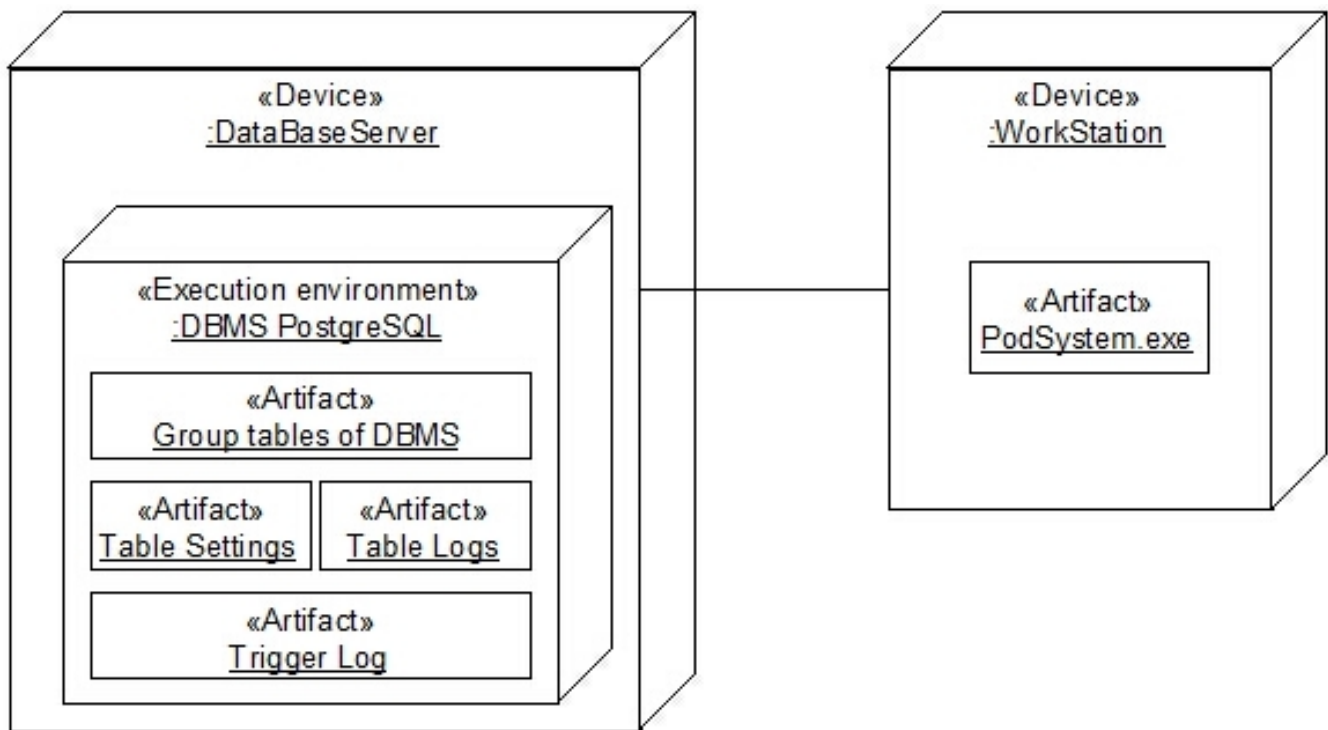 «Device»
:DataBaseServer
«Execution environment»
:DBMS PostgreSQL
«Artifact»
Group tables of DBMS
«Artifact»
Table Settings
«Artifact»
Table Logs
«Artifact»
Trigger Log
«Device»
:WorkStation
«Artifact»
PodSystem.exe